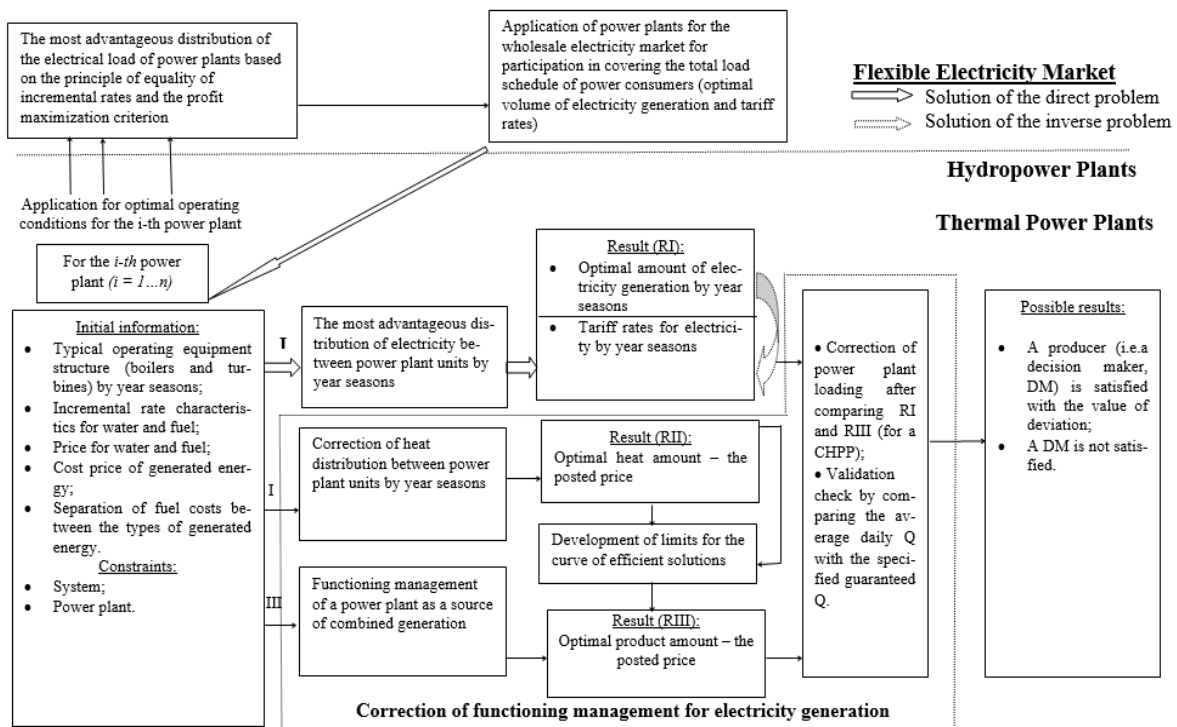 The most advantageous distribution of
the electrical load of power plants based
on the principle of equality of
incremental rates and the profit
maximization criterion
Application of power plants for the
wholesale electricity market for
participation in covering the total load
schedule of power consumers (optimal
volume of electricity generation and tariff
rates)
Flexible Electricity Market
Solution of the direct problem
Solution of the inverse problem
Hydropower Plants
Thermal Power Plants
Application for optimal operating
conditions for the i-th power plant
For the i-th power
plant (i = 1...n)
Initial information:
• Typical operating equipment
structure (boilers and tur-
bines) by year seasons;
• Incremental rate characteris-
tics for water and fuel;
• Price for water and fuel;
• Cost price of generated ener-
gy;
• Separation of fuel costs be-
tween the types of generated
energy.
Constraints:
• System;
• Power plant.
I
The most advantageous dis-
tribution of electricity be-
tween power plant units by
year seasons
Result (RI):
• Optimal amount of elec-
tricity generation by year
seasons
• Tariff rates for electrici-
ty by year seasons
I
Correction of heat
distribution between power
plant units by year seasons
Result (RII):
Optimal heat amount – the
posted price
Development of limits for the
curve of efficient solutions
III
Functioning management
of a power plant as a source
of combined generation
Result (RIII):
Optimal product amount – the
posted price
• Correction of
power plant
loading after
comparing RI
and RIII (for a
CHPP);
• Validation
check by com-
paring the av-
erage daily Q
with the speci-
fied guaranteed
Q.
Possible results:
• A producer (i.e.a
decision maker,
DM) is satisfied
with the value of
deviation;
• A DM is not satis-
fied.
Correction of functioning management for electricity generation